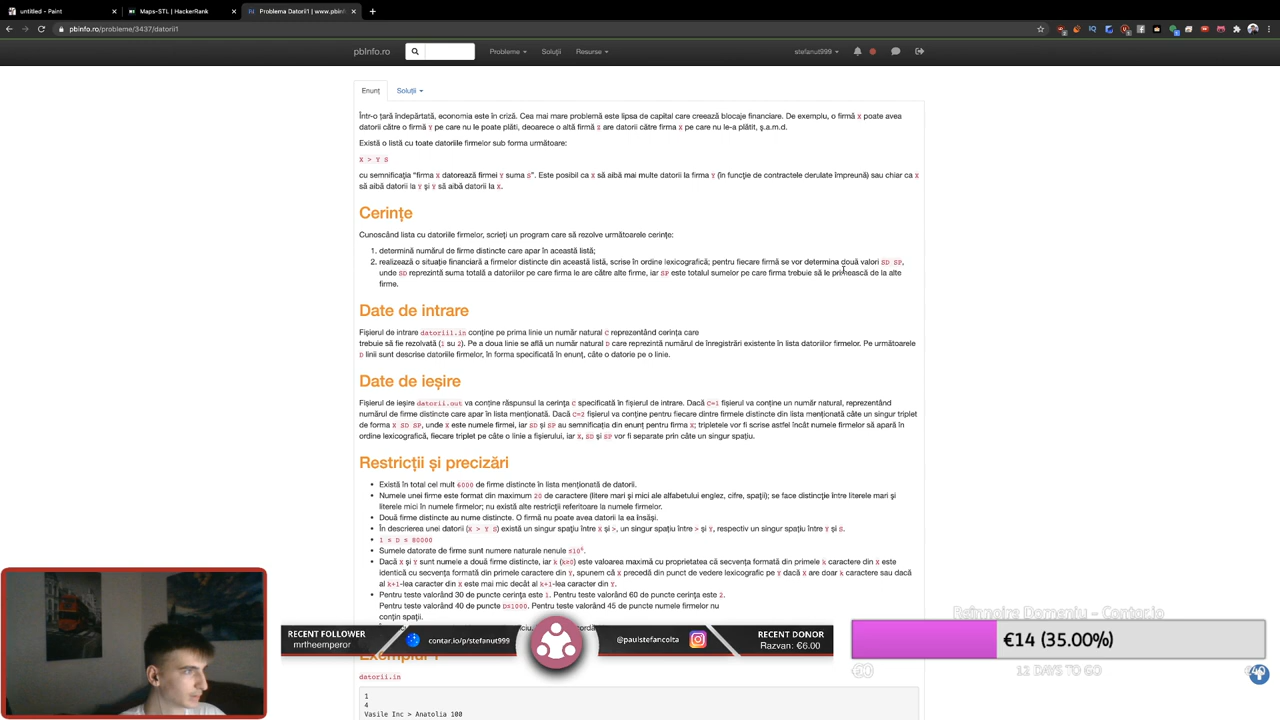 untitled - Paint
Maps-STL | HackerRank
Problema Datorii1 | www.pbinfo
pbinfo.ro/probleme/3437/datorii1
pbInfo.ro
Probleme
Soluții
Resurse
stefanut999
Enunț
Soluții
Într-o țară îndepărtată, economia este în criză. Cea mai mare problemă este lipsa de capital care creează blocaje financiare. De exemplu, o firmă X poate avea
datorii către o firmă Y pe care nu le poate plăti, deoarece o altă firmă Z are datorii către firma X pe care nu le-a plătit, ș.a.m.d.
Există o listă cu toate datoriile firmelor sub forma următoare:
X > Y S
cu semnificația “firma X datorează firmei Y suma S”. Este posibil ca X să aibă mai multe datorii la firma Y (în funcție de contractele derulate împreună) sau chiar ca X
să aibă datorii la Y și Y să aibă datorii la X.
Cerințe
Cunoscând lista cu datoriile firmelor, scrieți un program care să rezolve următoarele cerințe:
1. determină numărul de firme distincte care apar în această listă;
2. realizează o situație financiară a firmelor distincte din această listă, scrise în ordine lexicografică; pentru fiecare firmă se vor determina două valori SD SP,
unde SD reprezintă suma totală a datoriilor pe care firma le are către alte firme, iar SP este totalul sumelor pe care firma trebuie să le primească de la alte
firme.
Date de intrare
Fișierul de intrare datorii1.in conține pe prima linie un număr natural C reprezentând cerința care
trebuie să fie rezolvată (1 su 2). Pe a doua linie se află un număr natural D care reprezintă numărul de înregistrări existente în lista datoriilor firmelor. Pe următoarele
D linii sunt descrise datoriile firmelor, în forma specificată în enunț, câte o datorie pe o linie.
Date de ieșire
Fișierul de ieșire datorii.out va conține răspunsul la cerința C specificată în fișierul de intrare. Dacă C=1 fișierul va conține un număr natural, reprezentând
numărul de firme distincte care apar în lista menționată. Dacă C=2 fișierul va conține pentru fiecare dintre firmele distincte din lista menționată câte un singur triplet
de forma X SD SP, unde X este numele firmei, iar SD și SP au semnificația din enunț pentru firma X; tripletele vor fi scrise astfel încât numele firmelor să apară în
ordine lexicografică, fiecare triplet pe câte o linie a fișierului, iar X, SD și SP vor fi separate prin câte un singur spațiu.
Restricții și precizări
• Există în total cel mult 6000 de firme distincte în lista menționată de datorii.
• Numele unei firme este format din maximum 20 de caractere (litere mari și mici ale alfabetului englez, cifre, spații); se face distincție între literele mari și
literele mici în numele firmelor; nu există alte restricții referitoare la numele firmelor.
• Două firme distincte au nume distincte. O firmă nu poate avea datorii la ea însăși.
• În descrierea unei datorii (X > Y S) există un singur spațiu între X și >, un singur spațiu între > și Y, respectiv un singur spațiu între Y și S.
• 1 ≤ D ≤ 80000
• Sumele datorate de firme sunt numere naturale nenule ≤10⁶.
• Dacă X și Y sunt numele a două firme distincte, iar k (k≥0) este valoarea maximă cu proprietatea că secvența formată din primele k caractere din X este
identică cu secvența formată din primele caractere din Y, spunem că X precedă din punct de vedere lexicografic pe Y dacă X are doar k caractere sau dacă
al k+1-lea caracter din X este mai mic decât al k+1-lea caracter din Y.
• Pentru teste valorând 30 de puncte cerința este 1. Pentru teste valorând 60 de puncte cerința este 2.
Pentru teste valorând 40 de puncte D≤1000. Pentru teste valorând 45 de puncte numele firmelor nu
conțin spații.
RECENT FOLLOWER
mrtheemperor
contar.io/p/stefanut999
@paulstefancolta
RECENT DONOR
Razvan: €6.00
Reinnoire Domeniu - Contor.io
€14 (35.00%)
€0
12 DAYS TO GO
datorii.in
1
4
Vasile Inc > Anatolia 100